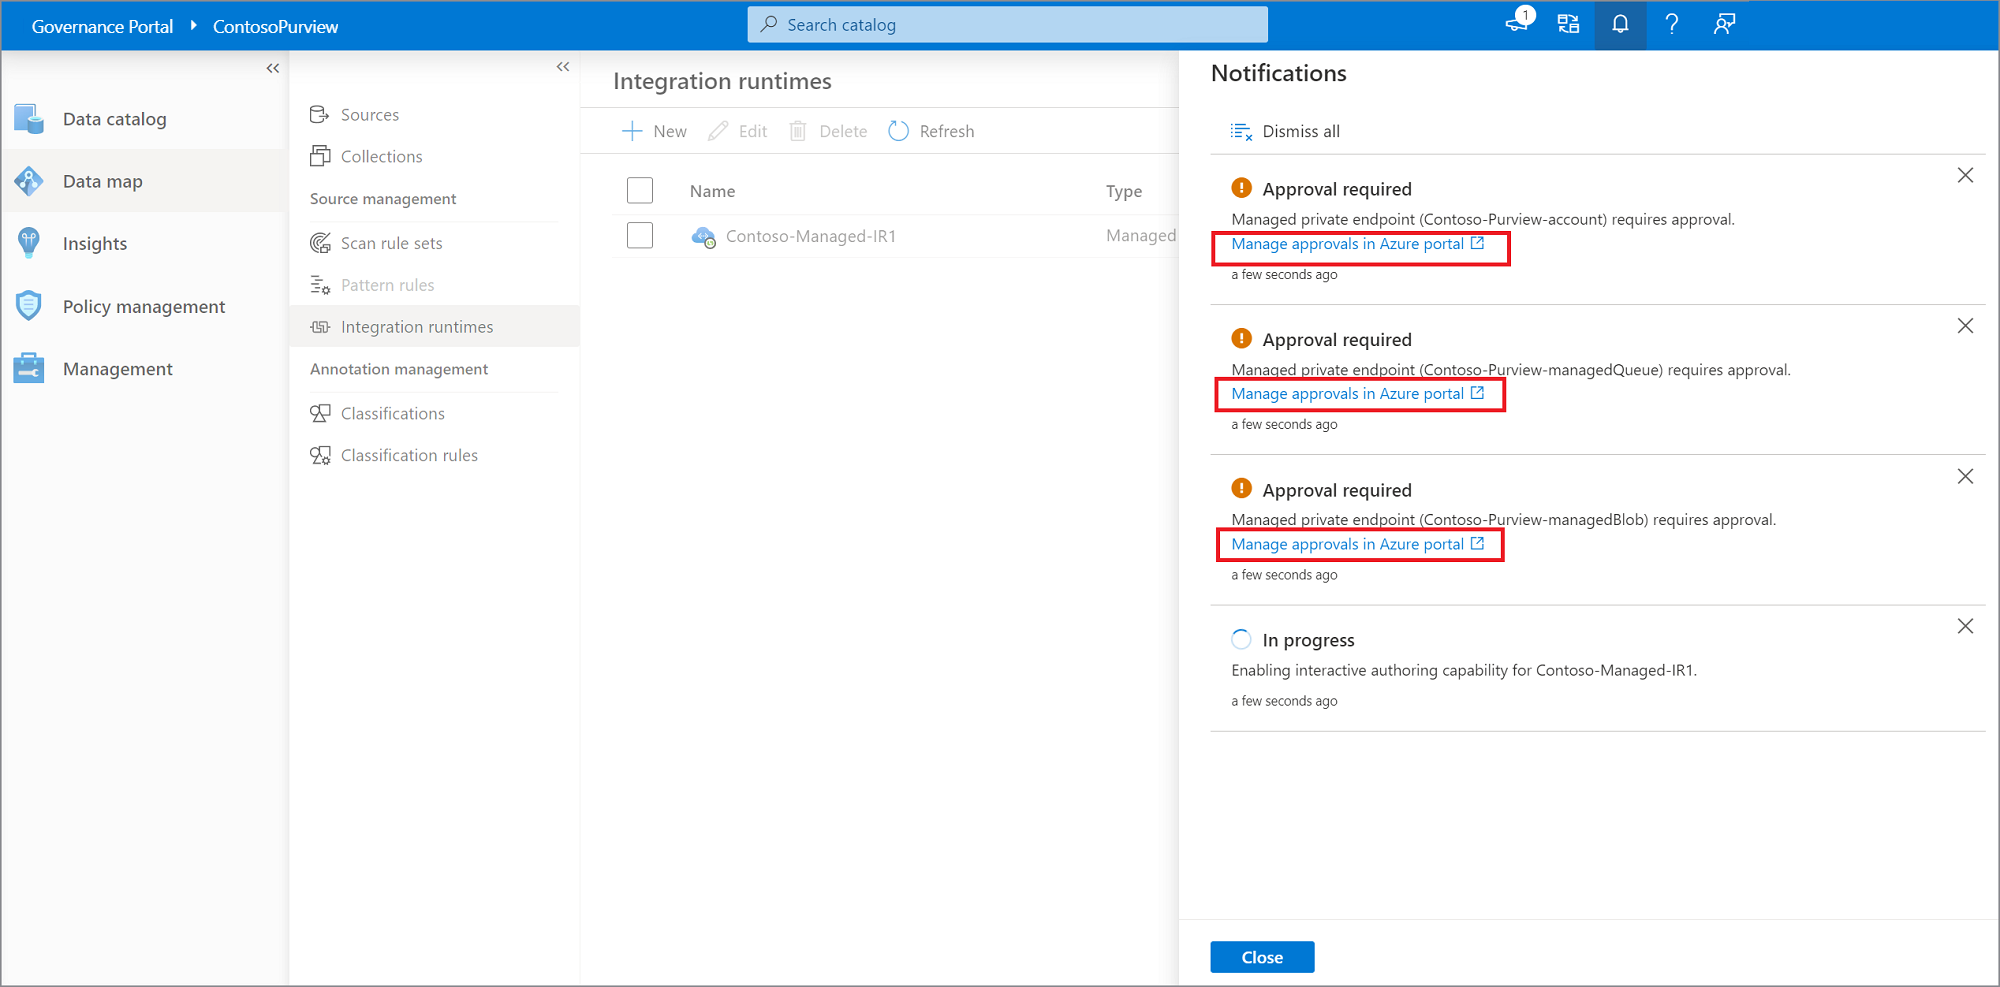 Governance Portal ContosoPurview
Search catalog
1
Data catalog
Data map
Insights
Policy management
Management
Sources
Collections
Source management
Scan rule sets
Pattern rules
Integration runtimes
Annotation management
Classifications
Classification rules
Integration runtimes
New Edit Delete Refresh
Name Type
Contoso-Managed-IR1 Managed
Notifications
Dismiss all
Approval required
Managed private endpoint (Contoso-Purview-account) requires approval.
Manage approvals in Azure portal
a few seconds ago
Approval required
Managed private endpoint (Contoso-Purview-managedQueue) requires approval.
Manage approvals in Azure portal
a few seconds ago
Approval required
Managed private endpoint (Contoso-Purview-managedBlob) requires approval.
Manage approvals in Azure portal
a few seconds ago
In progress
Enabling interactive authoring capability for Contoso-Managed-IR1.
a few seconds ago
Close